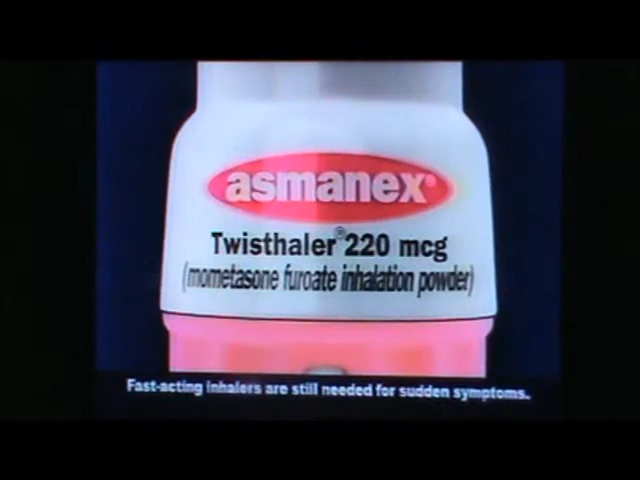 asmanex®
Twisthaler® 220 mcg
(mometasone furoate inhalation powder)
Fast-acting inhalers are still needed for sudden symptoms.